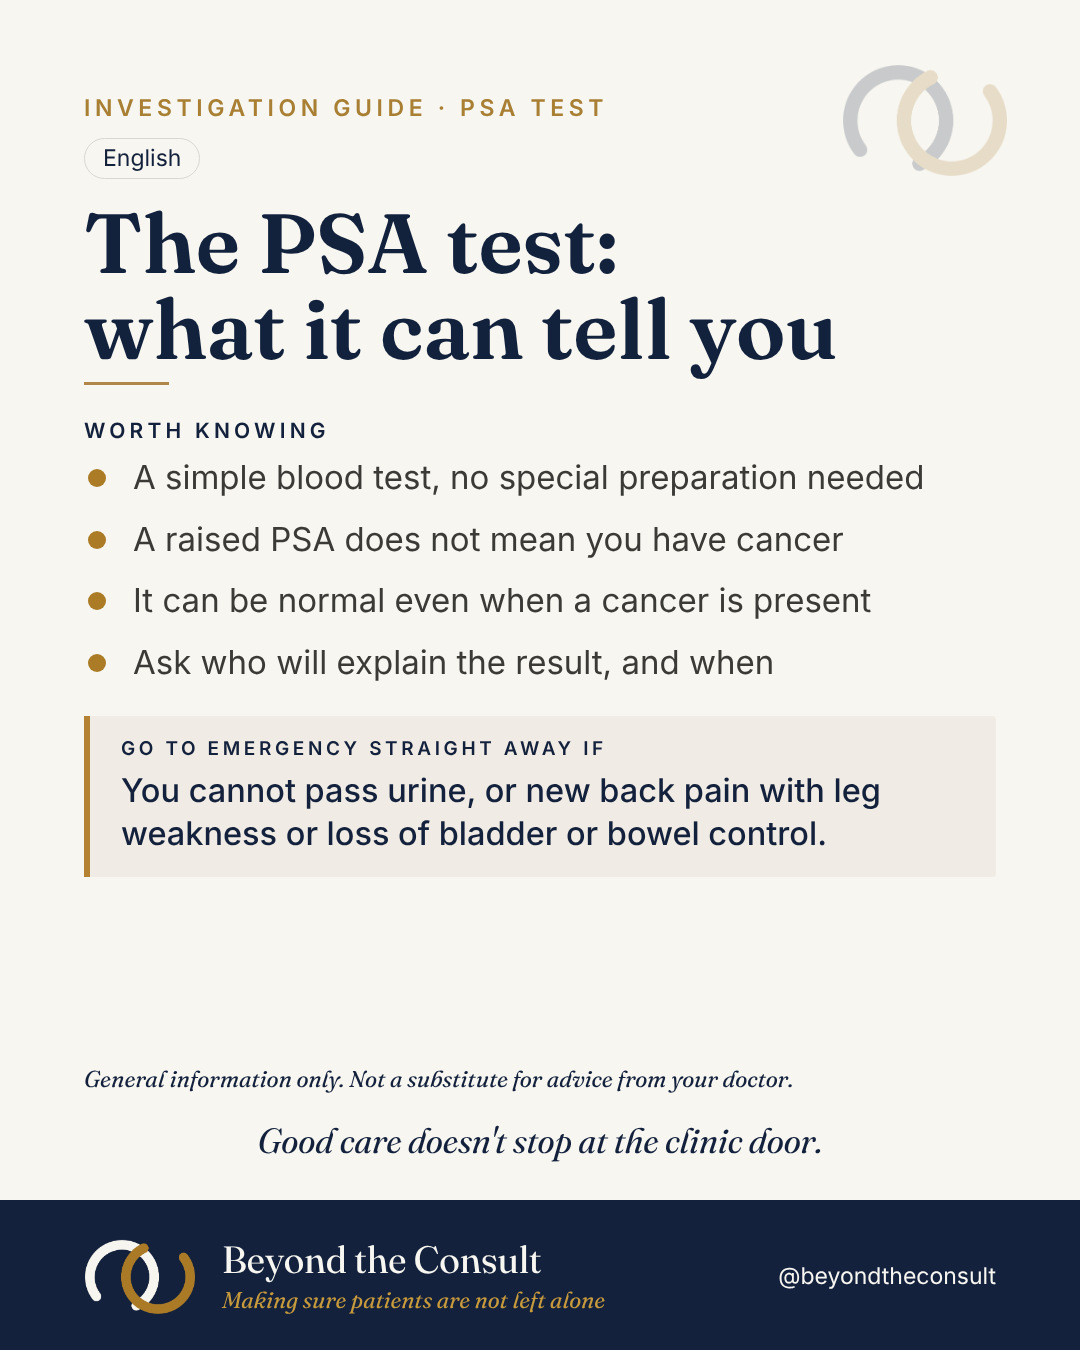 INVESTIGATION GUIDE · PSA TEST
English
The PSA test:
what it can tell you
WORTH KNOWING
A simple blood test, no special preparation needed
A raised PSA does not mean you have cancer
It can be normal even when a cancer is present
Ask who will explain the result, and when
GO TO EMERGENCY STRAIGHT AWAY IF
You cannot pass urine, or new back pain with leg
weakness or loss of bladder or bowel control.
General information only. Not a substitute for advice from your doctor.
Good care doesn't stop at the clinic door.
Beyond the Consult
Making sure patients are not left alone
@beyondtheconsult